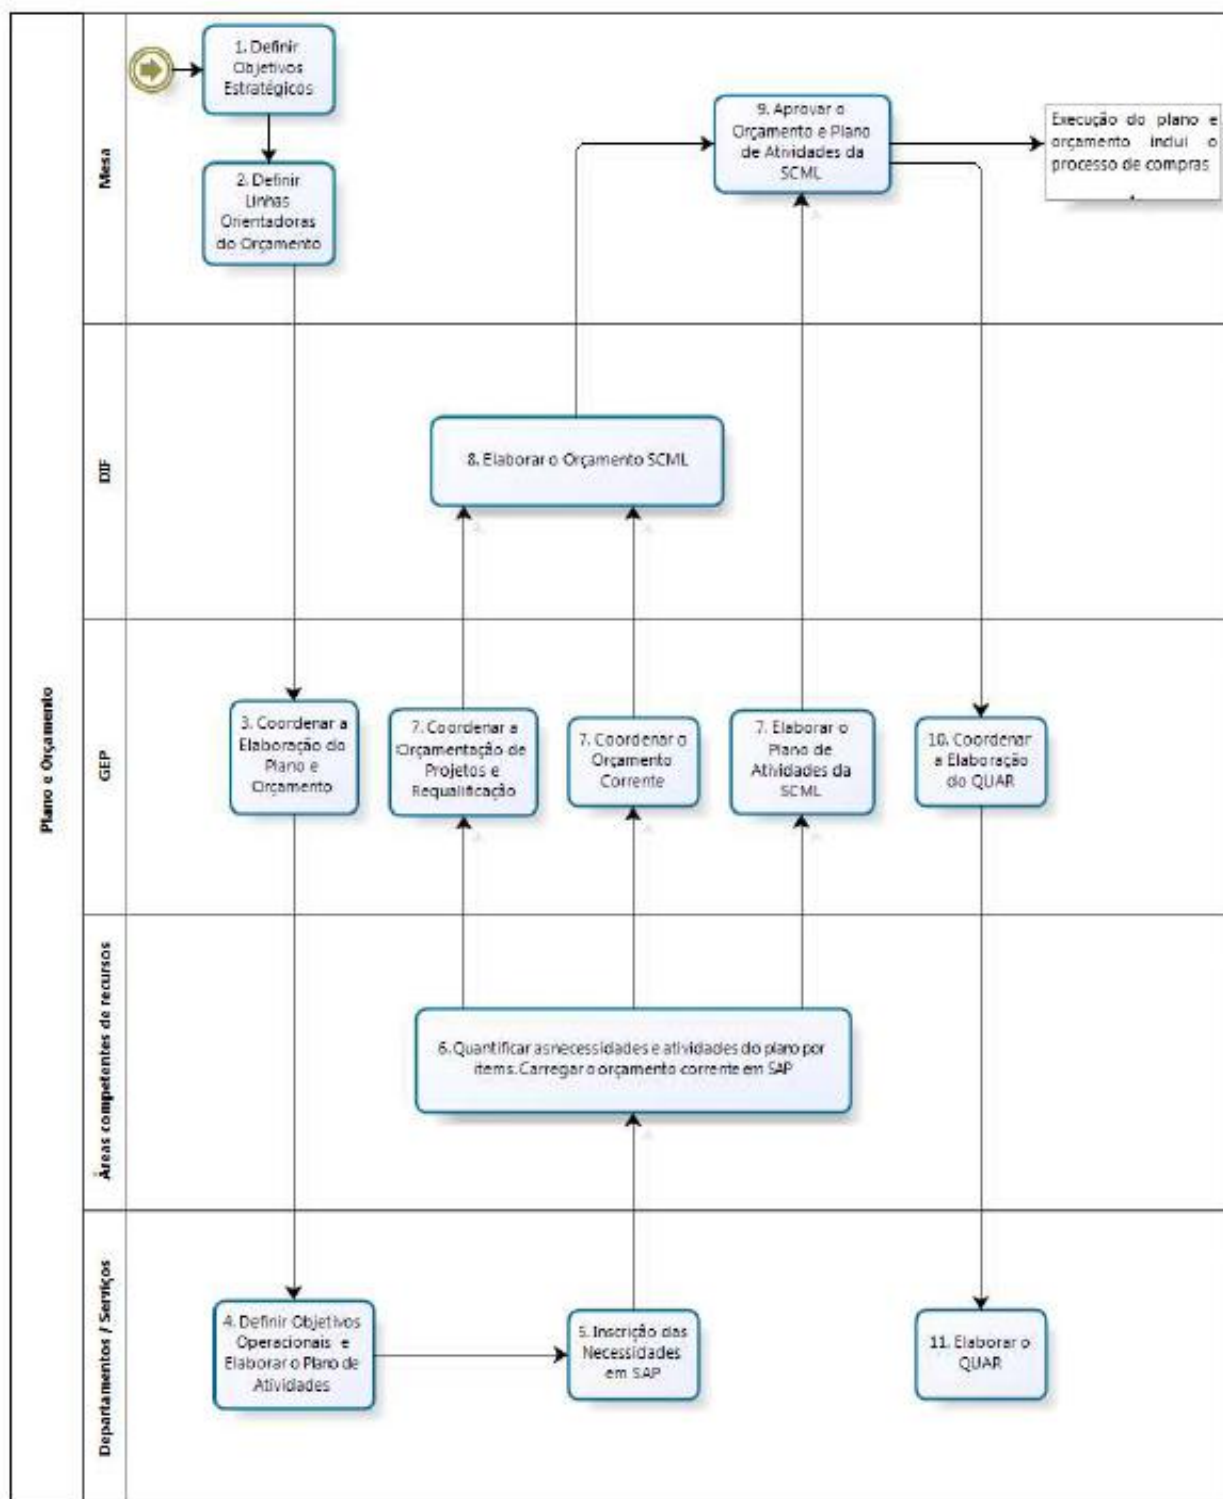 Plano e Orçamento
Mesa
1. Definir
Objetivos
Estratégicos
2. Definir
Linhas
Orientadoras
do Orçamento
9. Aprovar o
Orçamento e Plano
de Atividades da
SCML
Execução do plano e
orçamento inclui o
processo de compras
DIF
8. Elaborar o Orçamento SCML
GEP
3. Coordenar a
Elaboração do
Plano e
Orçamento
7. Coordenar a
Orçamentação de
Projetos e
Requalificação
7. Coordenar o
Orçamento
Corrente
7. Elaborar o
Plano de
Atividades da
SCML
10. Coordenar
a Elaboração
do QUAR
Áreas competentes de recursos
6. Quantificar as necessidades e atividades do plano por
items. Carregar o orçamento corrente em SAP
Departamentos / Serviços
4. Definir Objetivos
Operacionais e
Elaborar o Plano de
Atividades
5. Inscrição das
Necessidades
em SAP
11. Elaborar o
QUAR